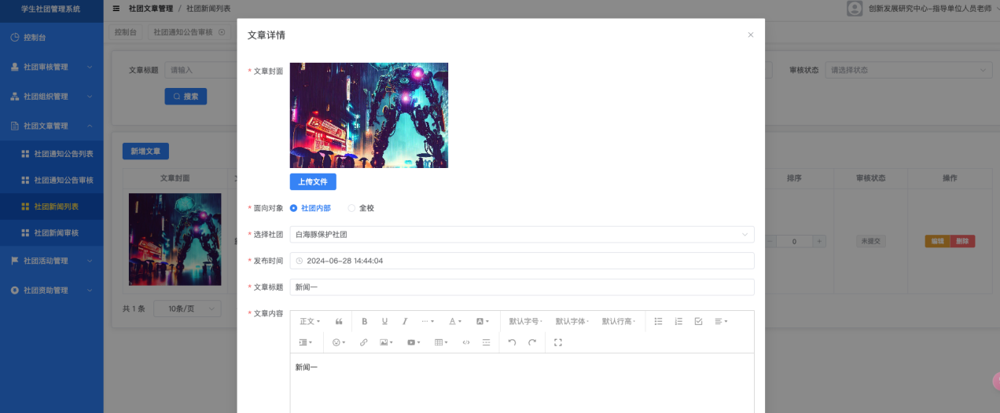 学生社团管理系统
社团文章管理 / 社团新闻列表
创新发展研究中心-指导单位人员老师
控制台
社团审核管理
社团组织管理
社团文章管理
社团通知公告列表
社团通知公告审核
社团新闻列表
社团新闻审核
社团活动管理
社团资助管理
控制台 社团通知公告审核
文章标题 请输入
审核状态 请选择状态
搜索
新增文章
文章封面
排序 审核状态 操作
0 未提交 编辑 删除
共 1 条 10条/页
文章详情
* 文章封面
上传文件
* 面向对象 社团内部 全校
* 选择社团 白海豚保护社团
* 发布时间 2024-06-28 14:44:04
* 文章标题 新闻一
* 文章内容
正文 B U I ... A A 默认字号 默认字体 默认行高
新闻一